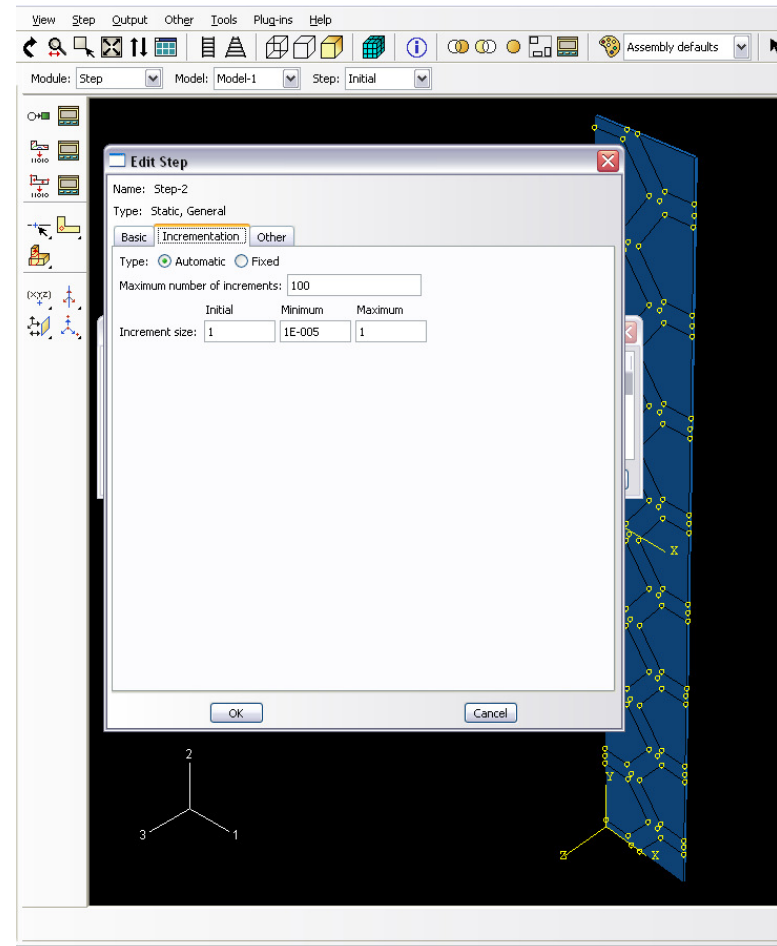 View Step Output Other Tools Plug-ins Help
Assembly defaults
Module: Step Model: Model-1 Step: Initial
Edit Step
Name: Step-2
Type: Static, General
Basic Incrementation Other
Type: Automatic Fixed
Maximum number of increments: 100
Initial Minimum Maximum
Increment size: 1 1E-005 1
OK Cancel
(XYZ)
X
2
3 1
Y
Z X